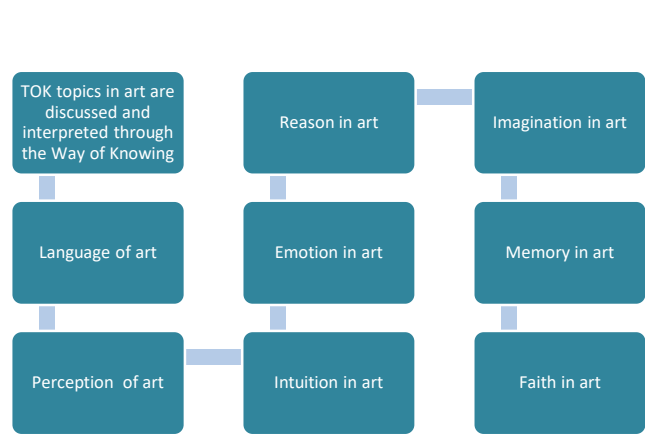 TOK topics in art are
discussed and
interpreted through
the Way of Knowing
Language of art
Perception of art
Intuition in art
Emotion in art
Reason in art
Imagination in art
Memory in art
Faith in art